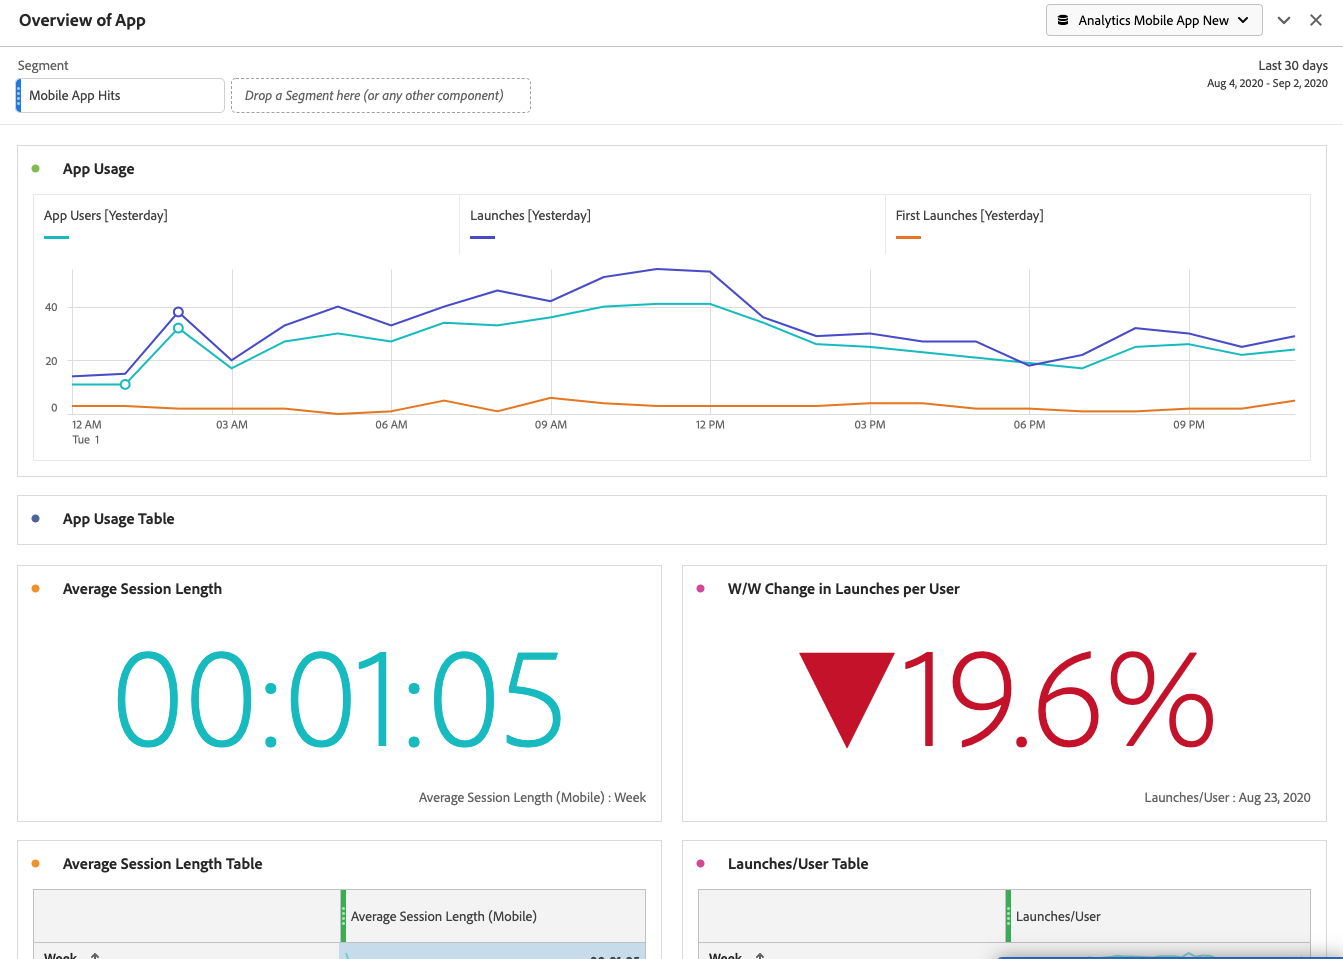 Overview of App
Analytics Mobile App New
Segment
Last 30 days
Mobile App Hits
Drop a Segment here (or any other component)
Aug 4, 2020 - Sep 2, 2020
App Usage
App Users [Yesterday]
Launches [Yesterday]
First Launches [Yesterday]
40
20
0
12 AM
03 AM
06 AM
09 AM
12 PM
03 PM
06 PM
09 PM
Tue 1
App Usage Table
Average Session Length
W/W Change in Launches per User
00:01:05
▼19.6%
Average Session Length (Mobile) : Week
Launches/User : Aug 23, 2020
Average Session Length Table
Launches/User Table
Average Session Length (Mobile)
Launches/User
Week ↑
00:01:05
Week ↑